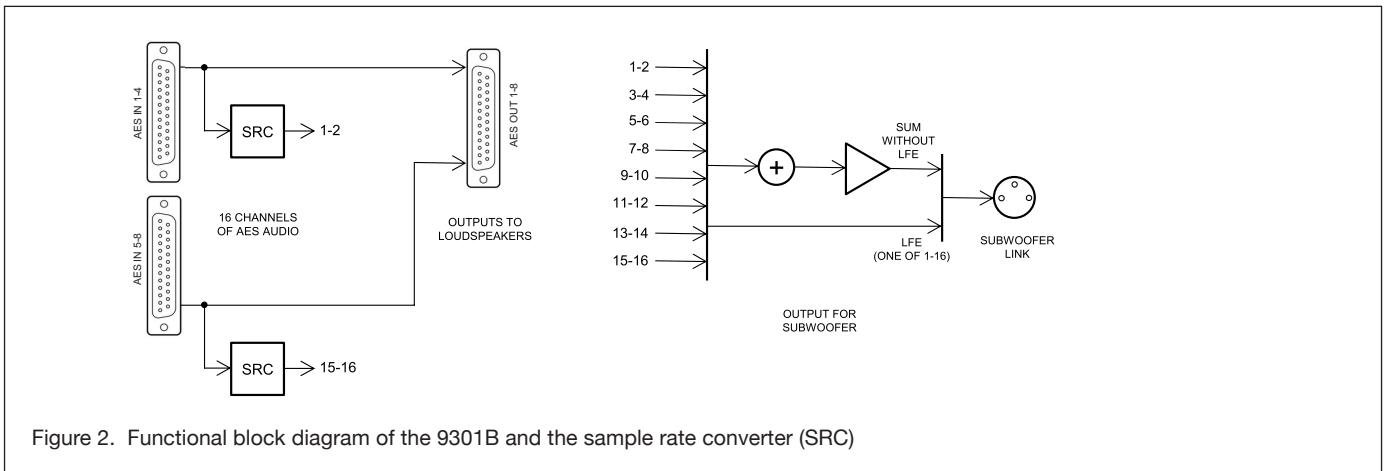 AES IN 1-4
SRC
1-2
AES OUT 1-8
AES IN 5-8
16 CHANNELS
OF AES AUDIO
OUTPUTS TO
LOUDSPEAKERS
SRC
15-16
1-2
3-4
5-6
7-8
9-10
11-12
13-14
15-16
+
SUM
WITHOUT
LFE
LFE
(ONE OF 1-16)
SUBWOOFER
LINK
OUTPUT FOR
SUBWOOFER
Figure 2. Functional block diagram of the 9301B and the sample rate converter (SRC)